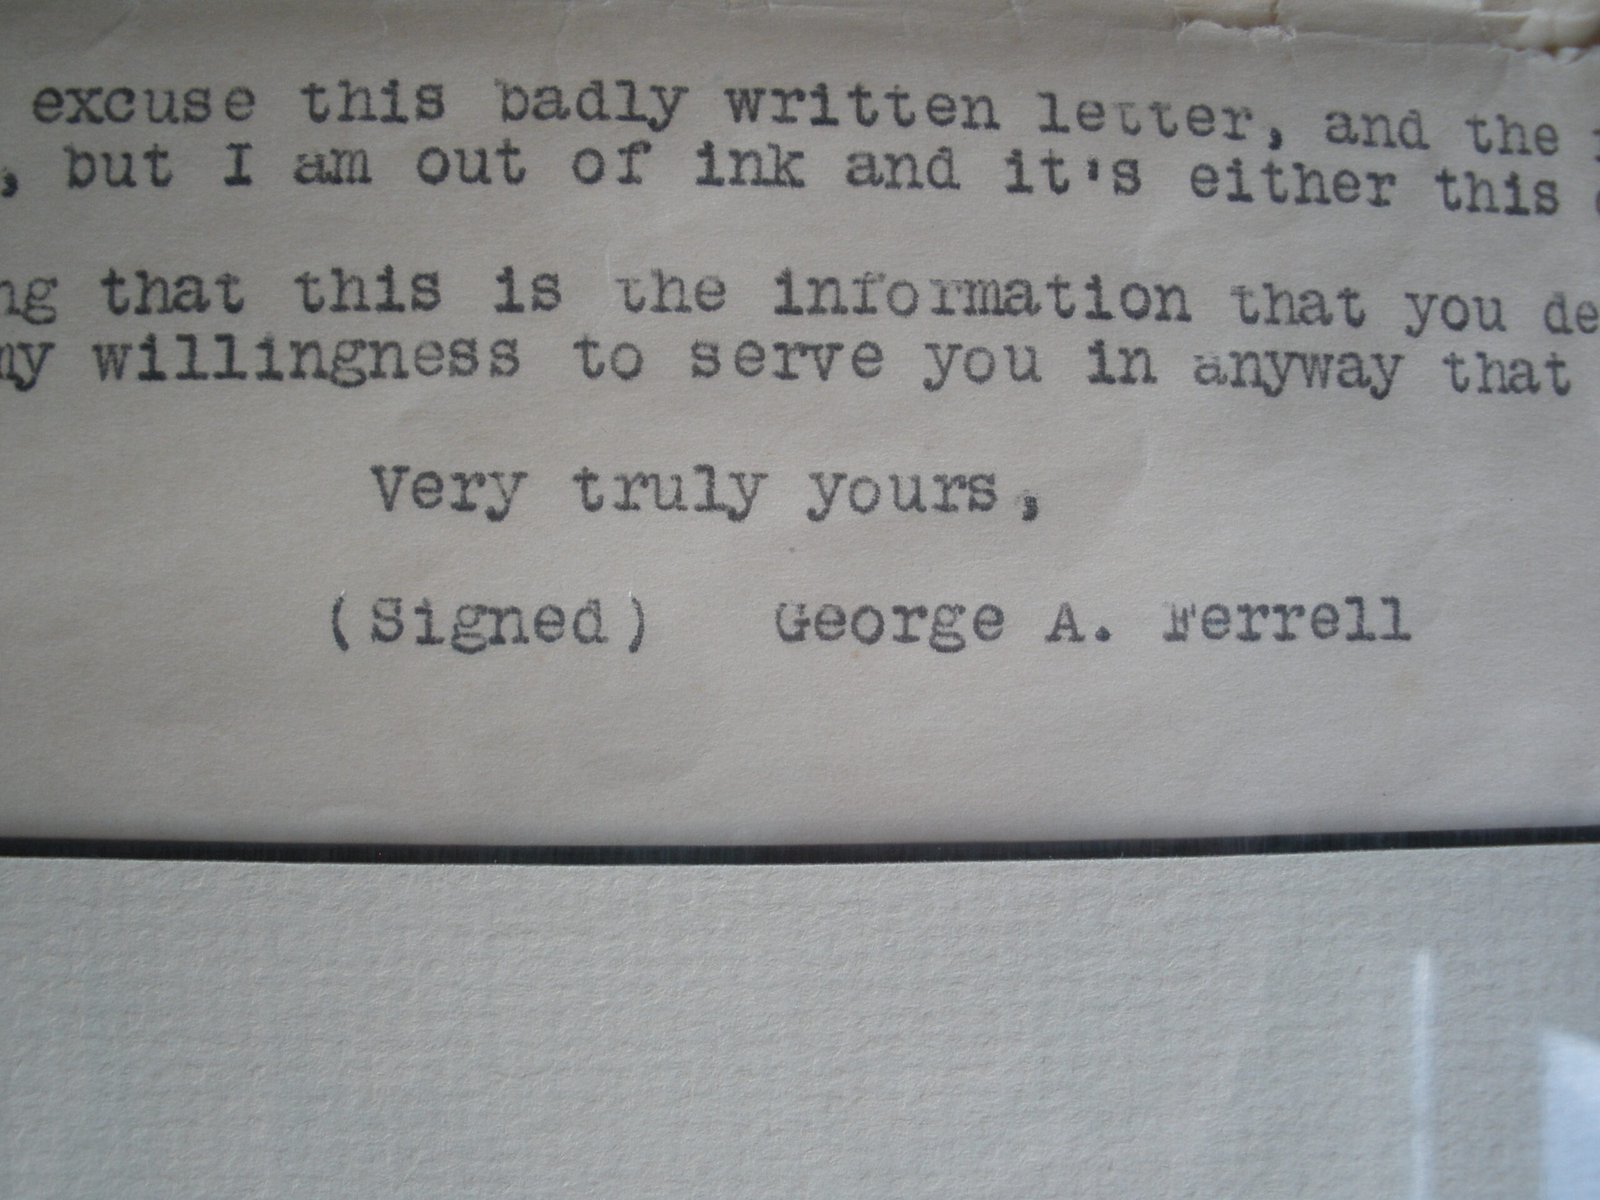 excuse this badly written letter, and the
, but I am out of ink and it's either this
ng that this is the information that you de
my willingness to serve you in anyway that
Very truly yours,
(Signed) George A. Ferrell